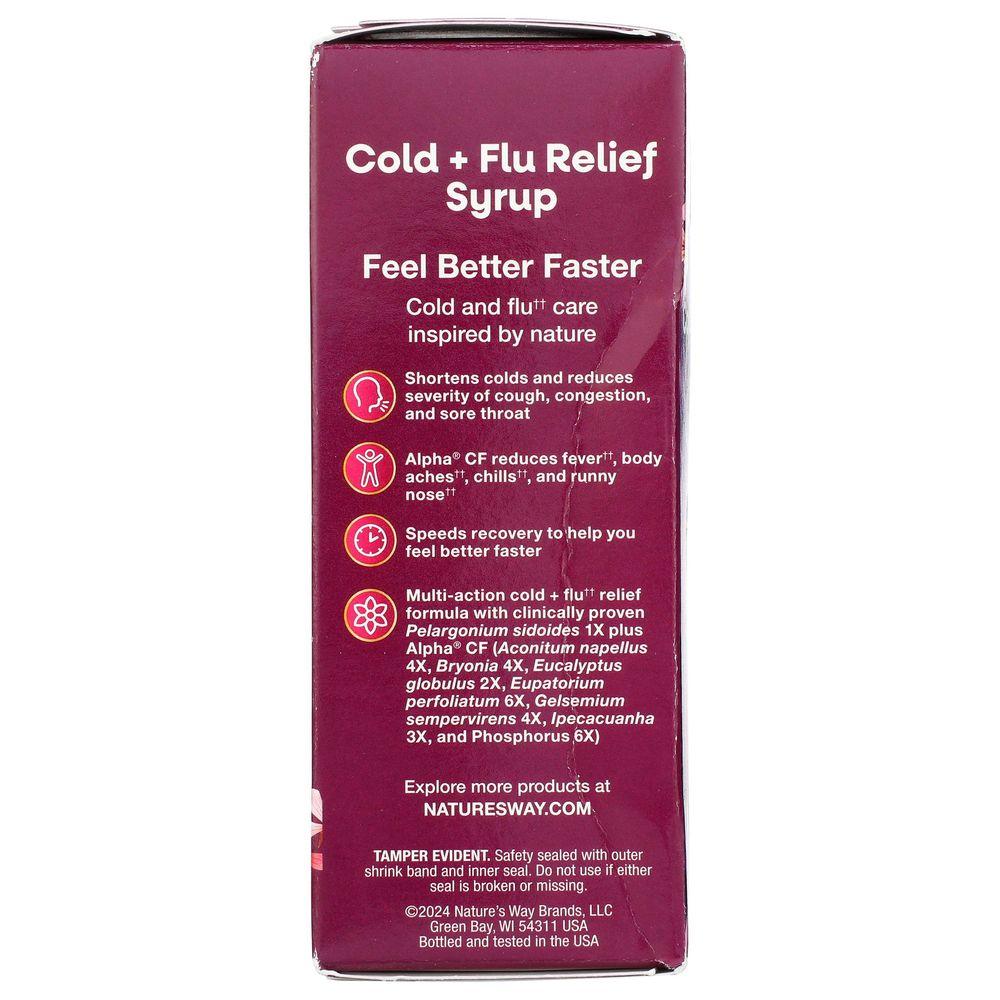 Cold + Flu Relief
Syrup
Feel Better Faster
Cold and flu†† care
inspired by nature
Shortens colds and reduces
severity of cough, congestion,
and sore throat
Alpha® CF reduces fever††, body
aches††, chills††, and runny
nose††
Speeds recovery to help you
feel better faster
Multi-action cold + flu†† relief
formula with clinically proven
Pelargonium sidoides 1X plus
Alpha® CF (Aconitum napellus
4X, Bryonia 4X, Eucalyptus
globulus 2X, Eupatorium
perfoliatum 6X, Gelsemium
sempervirens 4X, Ipecacuanha
3X, and Phosphorus 6X)
Explore more products at
NATURESWAY.COM
TAMPER EVIDENT. Safety sealed with outer
shrink band and inner seal. Do not use if either
seal is broken or missing.
©2024 Nature's Way Brands, LLC
Green Bay, WI 54311 USA
Bottled and tested in the USA